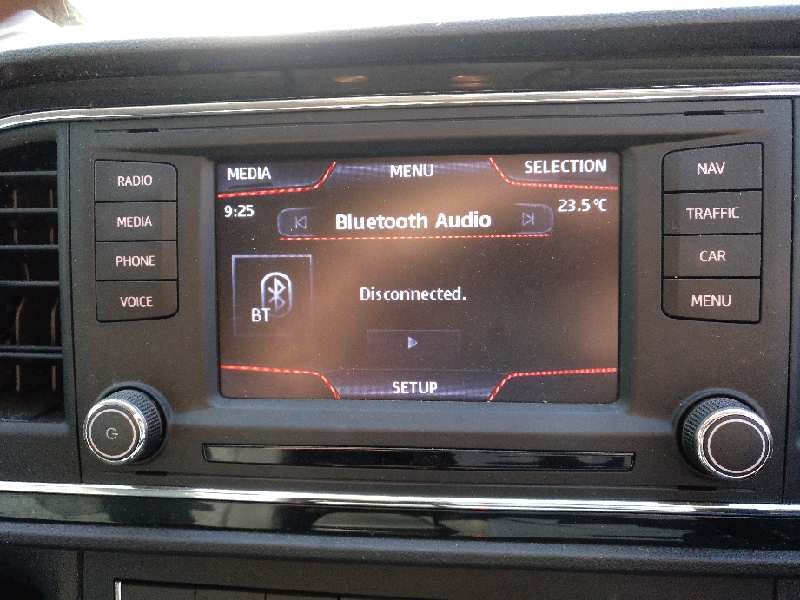 RADIO
MEDIA
PHONE
VOICE
MEDIA MENU SELECTION
9:25 Bluetooth Audio 23.5°C
BT
Disconnected.
SETUP
NAV
TRAFFIC
CAR
MENU